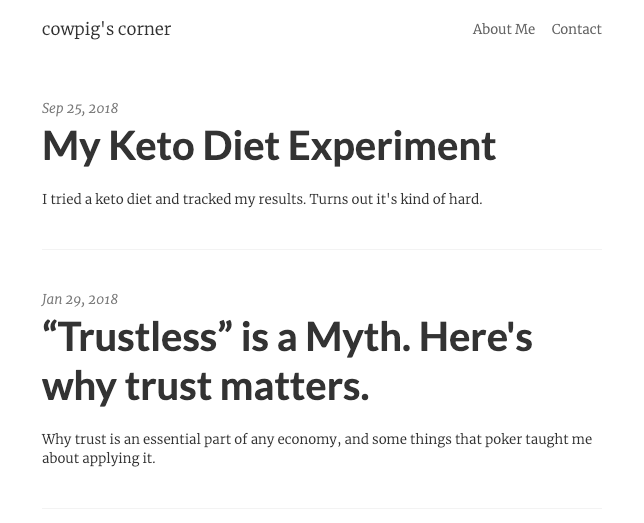 cowpig's corner
About Me Contact
Sep 25, 2018
My Keto Diet Experiment
I tried a keto diet and tracked my results. Turns out it's kind of hard.
Jan 29, 2018
“Trustless” is a Myth. Here's
why trust matters.
Why trust is an essential part of any economy, and some things that poker taught me
about applying it.